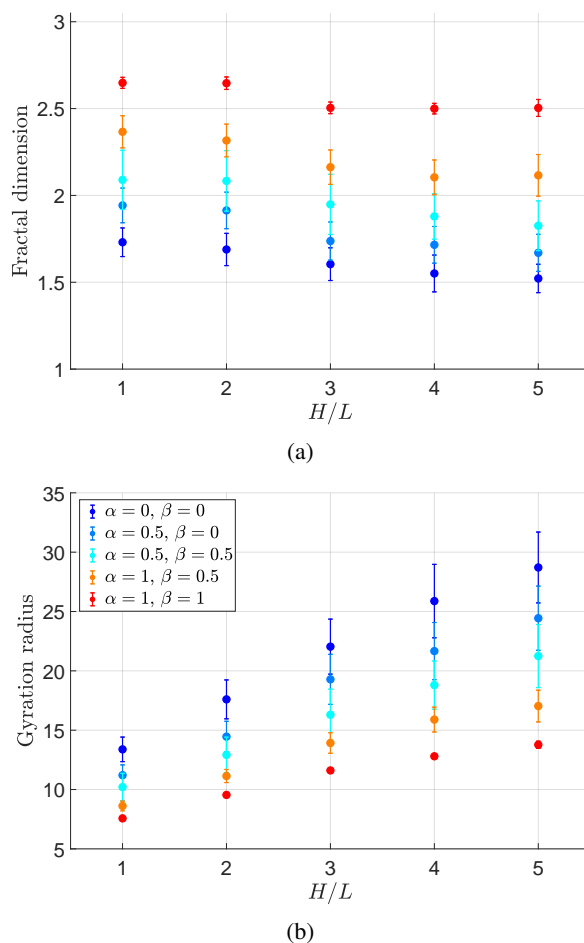 3
2.5
2
1.5
1
Fractal dimension
1 2 3 4 5
H/L
(a)
35
30
25
20
15
10
5
Gyration radius
α = 0, β = 0
α = 0.5, β = 0
α = 0.5, β = 0.5
α = 1, β = 0.5
α = 1, β = 1
1 2 3 4 5
H/L
(b)